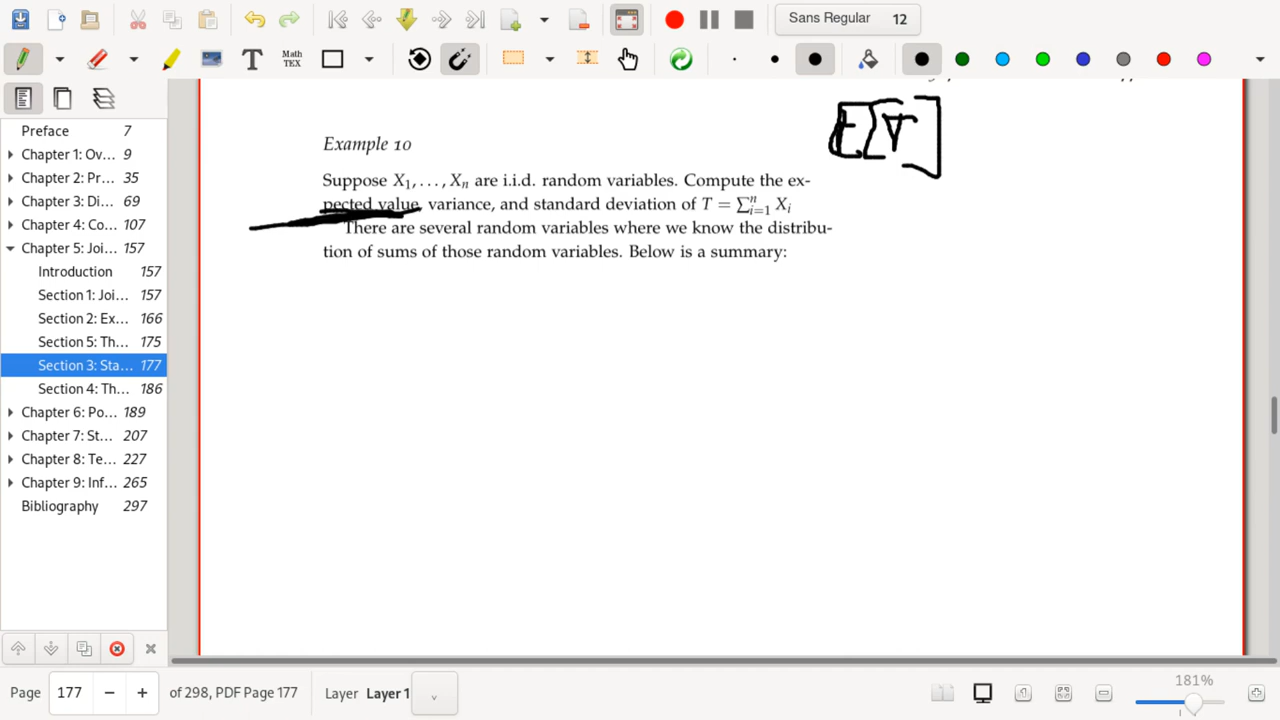 Sans Regular 12
Math
TEX
Preface 7
Chapter 1: Ov... 9
Chapter 2: Pr... 35
Chapter 3: Di... 69
Chapter 4: Co... 107
Chapter 5: Joi... 157
Introduction 157
Section 1: Joi... 157
Section 2: Ex... 166
Section 5: Th... 175
Section 3: Sta... 177
Section 4: Th... 186
Chapter 6: Po... 189
Chapter 7: St... 207
Chapter 8: Te... 227
Chapter 9: Inf... 265
Bibliography 297
E[T]
Example 10
Suppose X₁, . . . , Xₙ are i.i.d. random variables. Compute the ex-
pected value, variance, and standard deviation of T = ∑ⁿᵢ₌₁ Xᵢ
There are several random variables where we know the distribu-
tion of sums of those random variables. Below is a summary:
Page 177 of 298, PDF Page 177 Layer Layer 1 181%